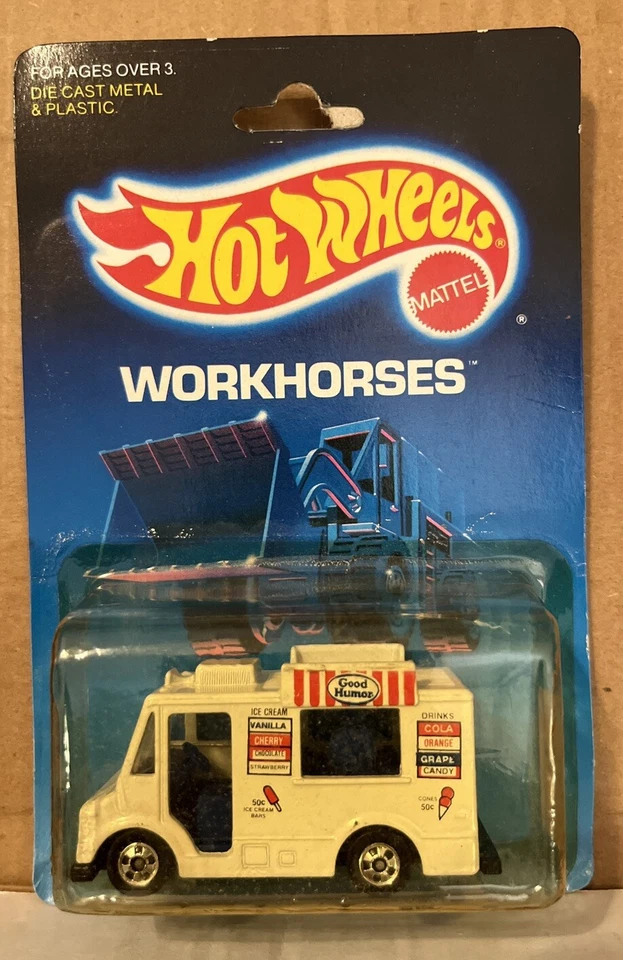 FOR AGES OVER 3.
DIE CAST METAL
& PLASTIC.
HOT WHEELS®
MATTEL
®
WORKHORSES™
Good
Humor
ICE CREAM
VANILLA
CHERRY
CHOCOLATE
STRAWBERRY
50¢
ICE CREAM
BARS
DRINKS
COLA
ORANGE
GRAPE
CANDY
CONES
50¢